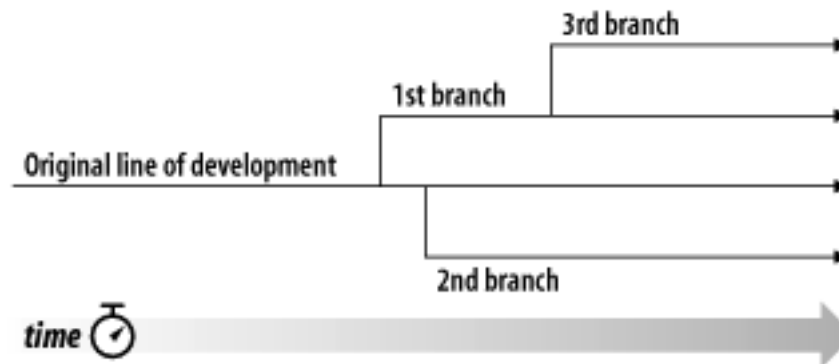 3rd branch
1st branch
Original line of development
2nd branch
time